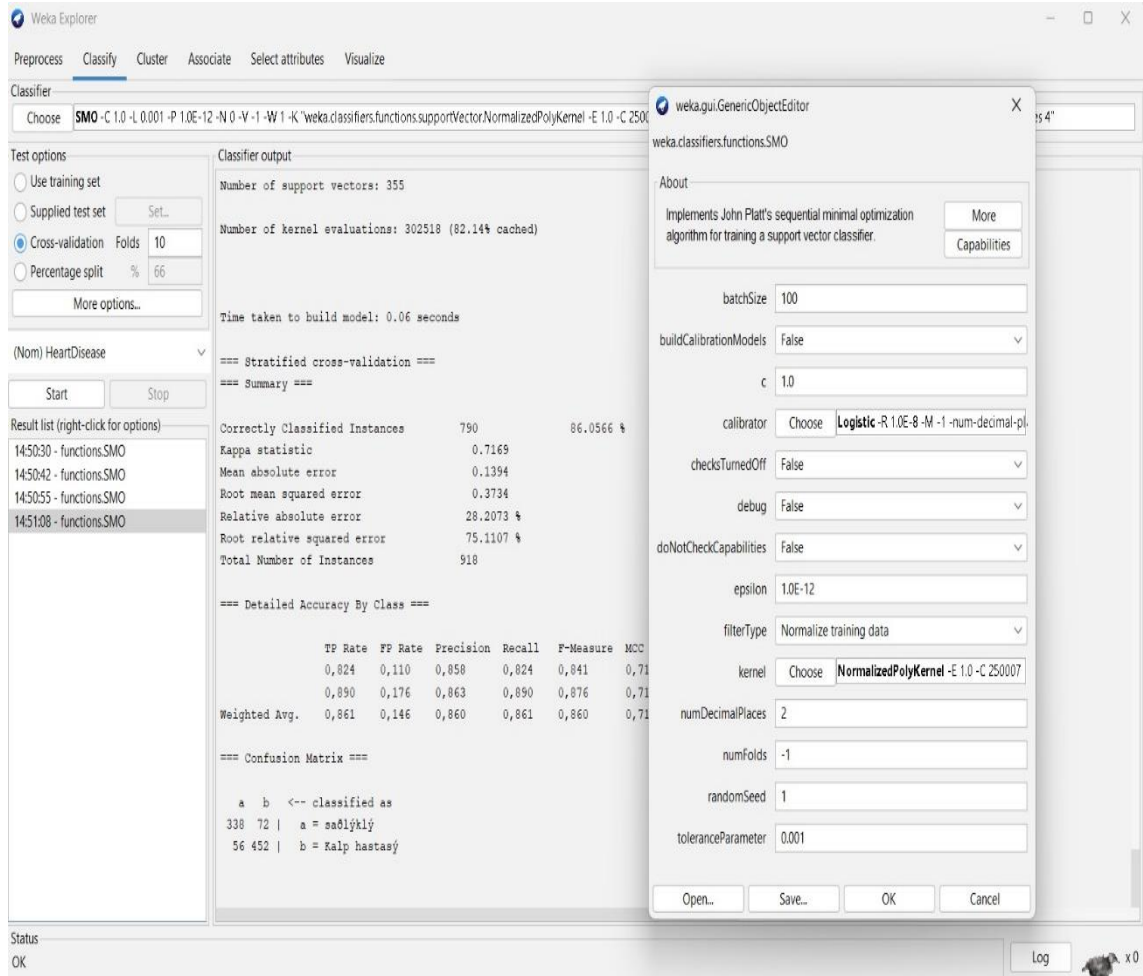 Weka Explorer
Preprocess Classify Cluster Associate Select attributes Visualize
Classifier
Choose SMO -C 1.0 -L 0.001 -P 1.0E-12 -N 0 -V -1 -W 1 -K "weka.classifiers.functions.supportVector.NormalizedPolyKernel -E 1.0 -C 2500
es 4"
Test options
Use training set
Supplied test set Set...
Cross-validation Folds 10
Percentage split % 66
More options...
(Nom) HeartDisease
Start Stop
Result list (right-click for options)
14:50:30 - functions.SMO
14:50:42 - functions.SMO
14:50:55 - functions.SMO
14:51:08 - functions.SMO
Classifier output
Number of support vectors: 355
Number of kernel evaluations: 302518 (82.14% cached)
Time taken to build model: 0.06 seconds
=== Stratified cross-validation ===
=== Summary ===
Correctly Classified Instances 790 86.0566 %
Kappa statistic 0.7169
Mean absolute error 0.1394
Root mean squared error 0.3734
Relative absolute error 28.2073 %
Root relative squared error 75.1107 %
Total Number of Instances 918
=== Detailed Accuracy By Class ===
TP Rate FP Rate Precision Recall F-Measure MCC
0,824 0,110 0,858 0,824 0,841 0,71
0,890 0,176 0,863 0,890 0,876 0,71
Weighted Avg. 0,861 0,146 0,860 0,861 0,860 0,71
=== Confusion Matrix ===
a b <-- classified as
338 72 | a = saðlýklý
56 452 | b = Kalp hastasý
weka.gui.GenericObjectEditor
weka.classifiers.functions.SMO
About
Implements John Platt's sequential minimal optimization
algorithm for training a support vector classifier.
More
Capabilities
batchSize 100
buildCalibrationModels False
c 1.0
calibrator Choose Logistic -R 1.0E-8 -M -1 -num-decimal-pl
checksTurnedOff False
debug False
doNotCheckCapabilities False
epsilon 1.0E-12
filterType Normalize training data
kernel Choose NormalizedPolyKernel -E 1.0 -C 250007
numDecimalPlaces 2
numFolds -1
randomSeed 1
toleranceParameter 0.001
Open... Save... OK Cancel
Status
OK
Log x 0